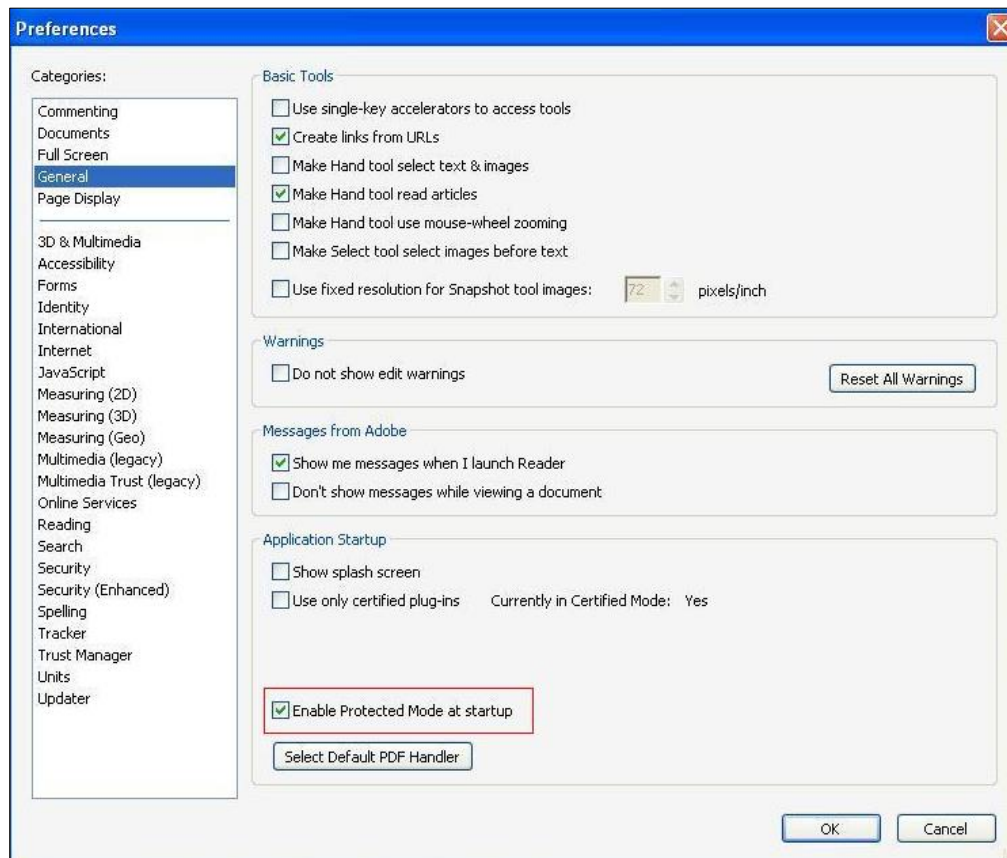 Preferences
Categories:
Commenting
Documents
Full Screen
General
Page Display
3D & Multimedia
Accessibility
Forms
Identity
International
Internet
JavaScript
Measuring (2D)
Measuring (3D)
Measuring (Geo)
Multimedia (legacy)
Multimedia Trust (legacy)
Online Services
Reading
Search
Security
Security (Enhanced)
Spelling
Tracker
Trust Manager
Units
Updater
Basic Tools
Use single-key accelerators to access tools
Create links from URLs
Make Hand tool select text & images
Make Hand tool read articles
Make Hand tool use mouse-wheel zooming
Make Select tool select images before text
Use fixed resolution for Snapshot tool images: 72 pixels/inch
Warnings
Do not show edit warnings
Reset All Warnings
Messages from Adobe
Show me messages when I launch Reader
Don't show messages while viewing a document
Application Startup
Show splash screen
Use only certified plug-ins Currently in Certified Mode: Yes
Enable Protected Mode at startup
Select Default PDF Handler
OK Cancel